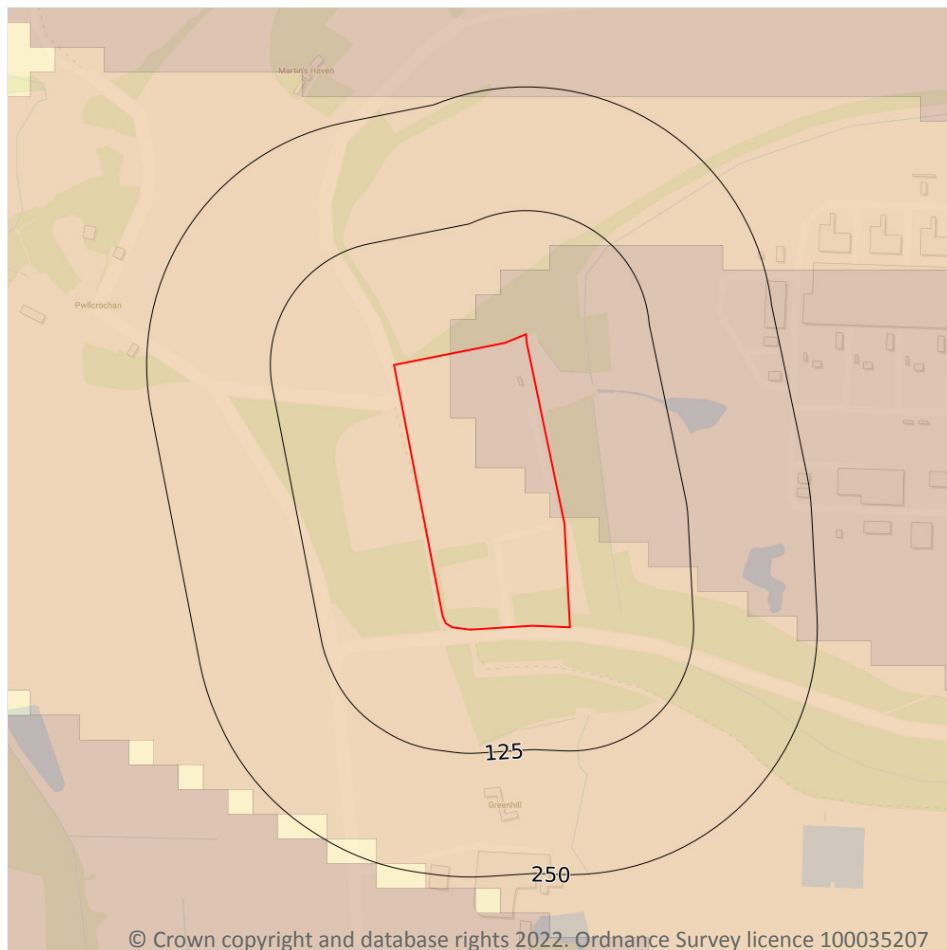 Martin's Haven
Pwllcrochan
125
Greenhill
250
© Crown copyright and database rights 2022. Ordnance Survey licence 100035207